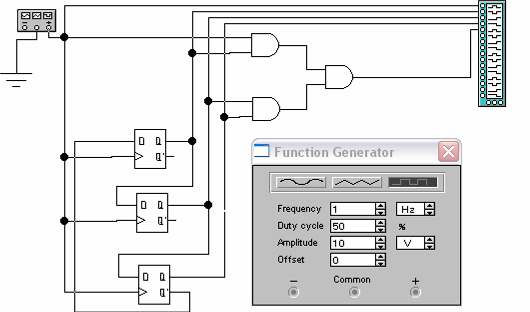 D Q
Q'
D Q
Q'
D Q
Q'
Function Generator
Frequency 1 Hz
Duty cycle 50 %
Amplitude 10 V
Offset 0
− Common +